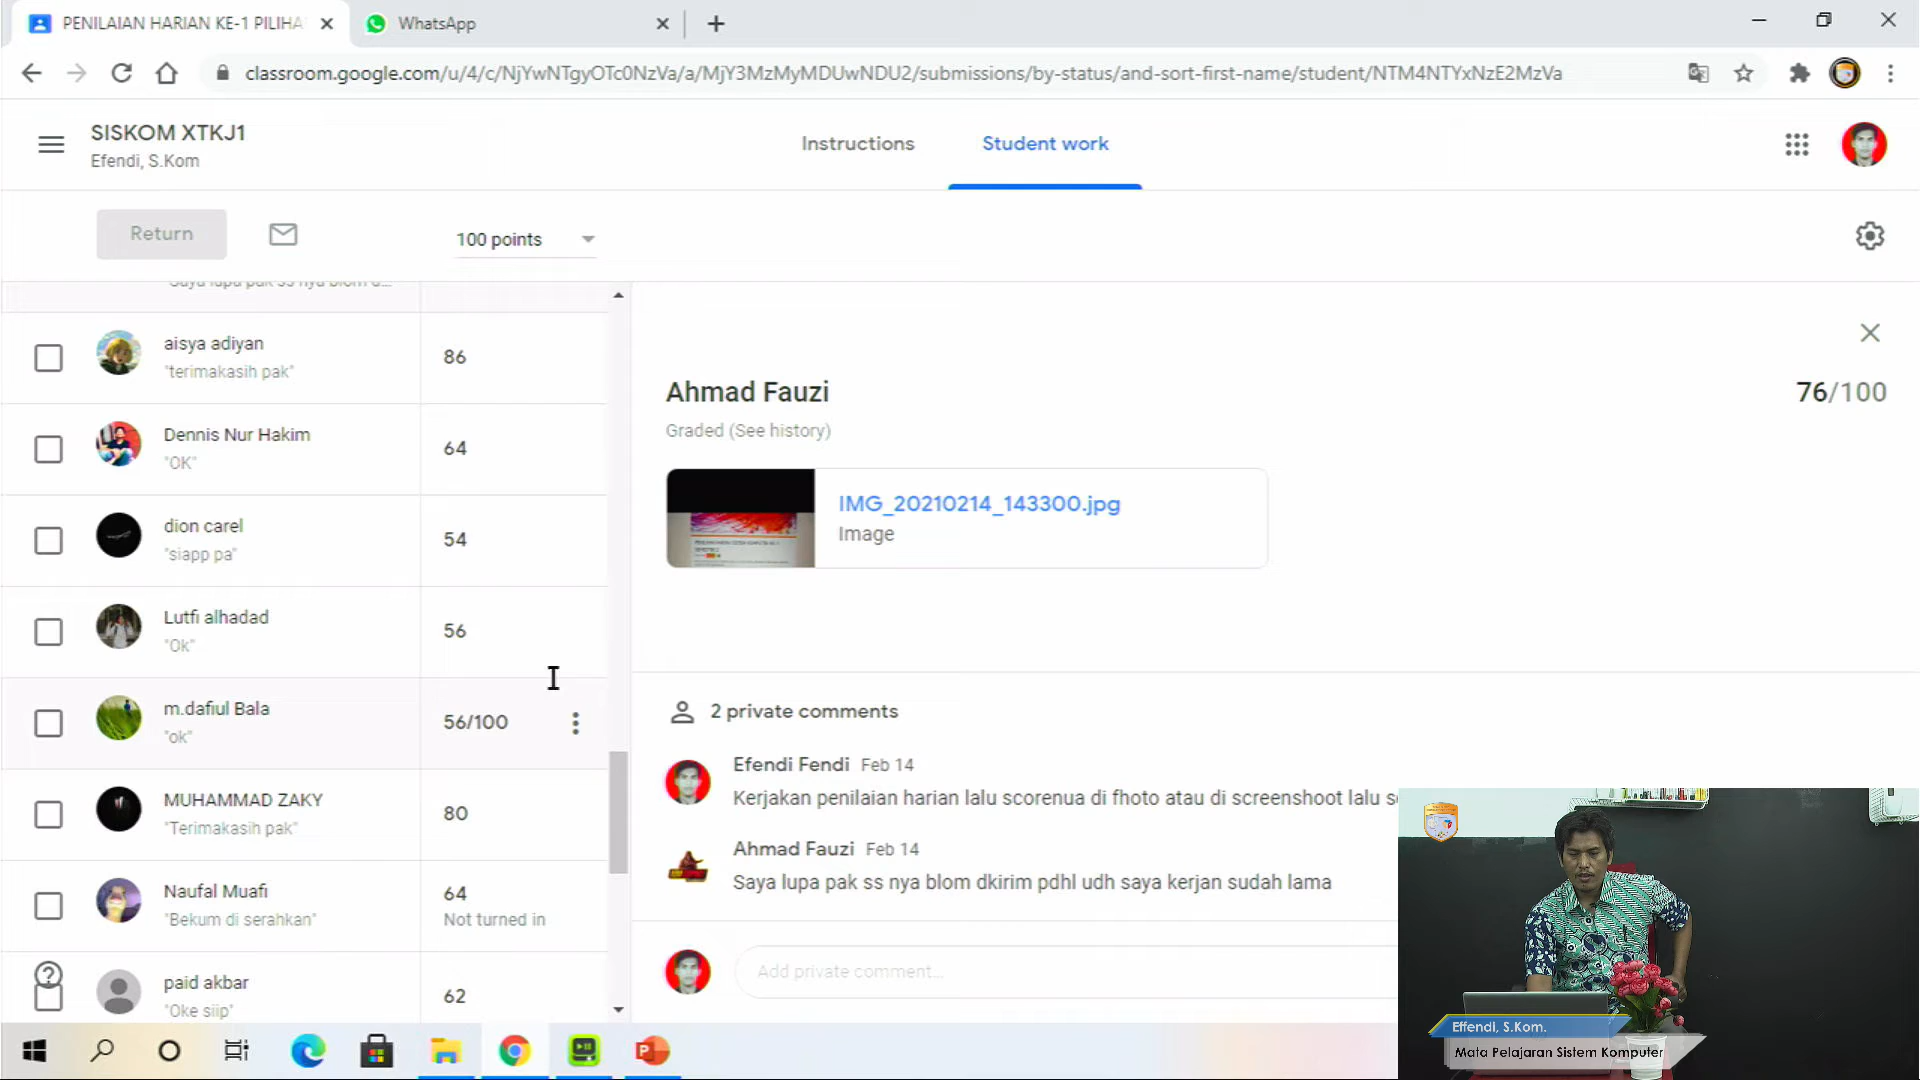 PENILAIAN HARIAN KE-1 PILIHA
WhatsApp
classroom.google.com/u/4/c/NjYwNTgyOTc0NzVa/a/MjY3MzMyMDUwNDU2/submissions/by-status/and-sort-first-name/student/NTM4NTYxNzE2MzVa
SISKOM XTKJ1
Efendi, S.Kom
Instructions
Student work
Return
100 points
"Saya lupa pak ss nya blom d...
aisya adiyan
"terimakasih pak"
86
Dennis Nur Hakim
"OK"
64
dion carel
"siapp pa"
54
Lutfi alhadad
"Ok"
56
m.dafiul Bala
"ok"
56/100
MUHAMMAD ZAKY
"Terimakasih pak"
80
Naufal Muafi
"Bekum di serahkan"
64
Not turned in
paid akbar
"Oke siip"
62
Ahmad Fauzi
76/100
Graded (See history)
IMG_20210214_143300.jpg
Image
2 private comments
Efendi Fendi Feb 14
Kerjakan penilaian harian lalu scorenua di fhoto atau di screenshoot lalu s
Ahmad Fauzi Feb 14
Saya lupa pak ss nya blom dkirim pdhl udh saya kerjan sudah lama
Add private comment...
Effendi, S.Kom.
Mata Pelajaran Sistem Komputer